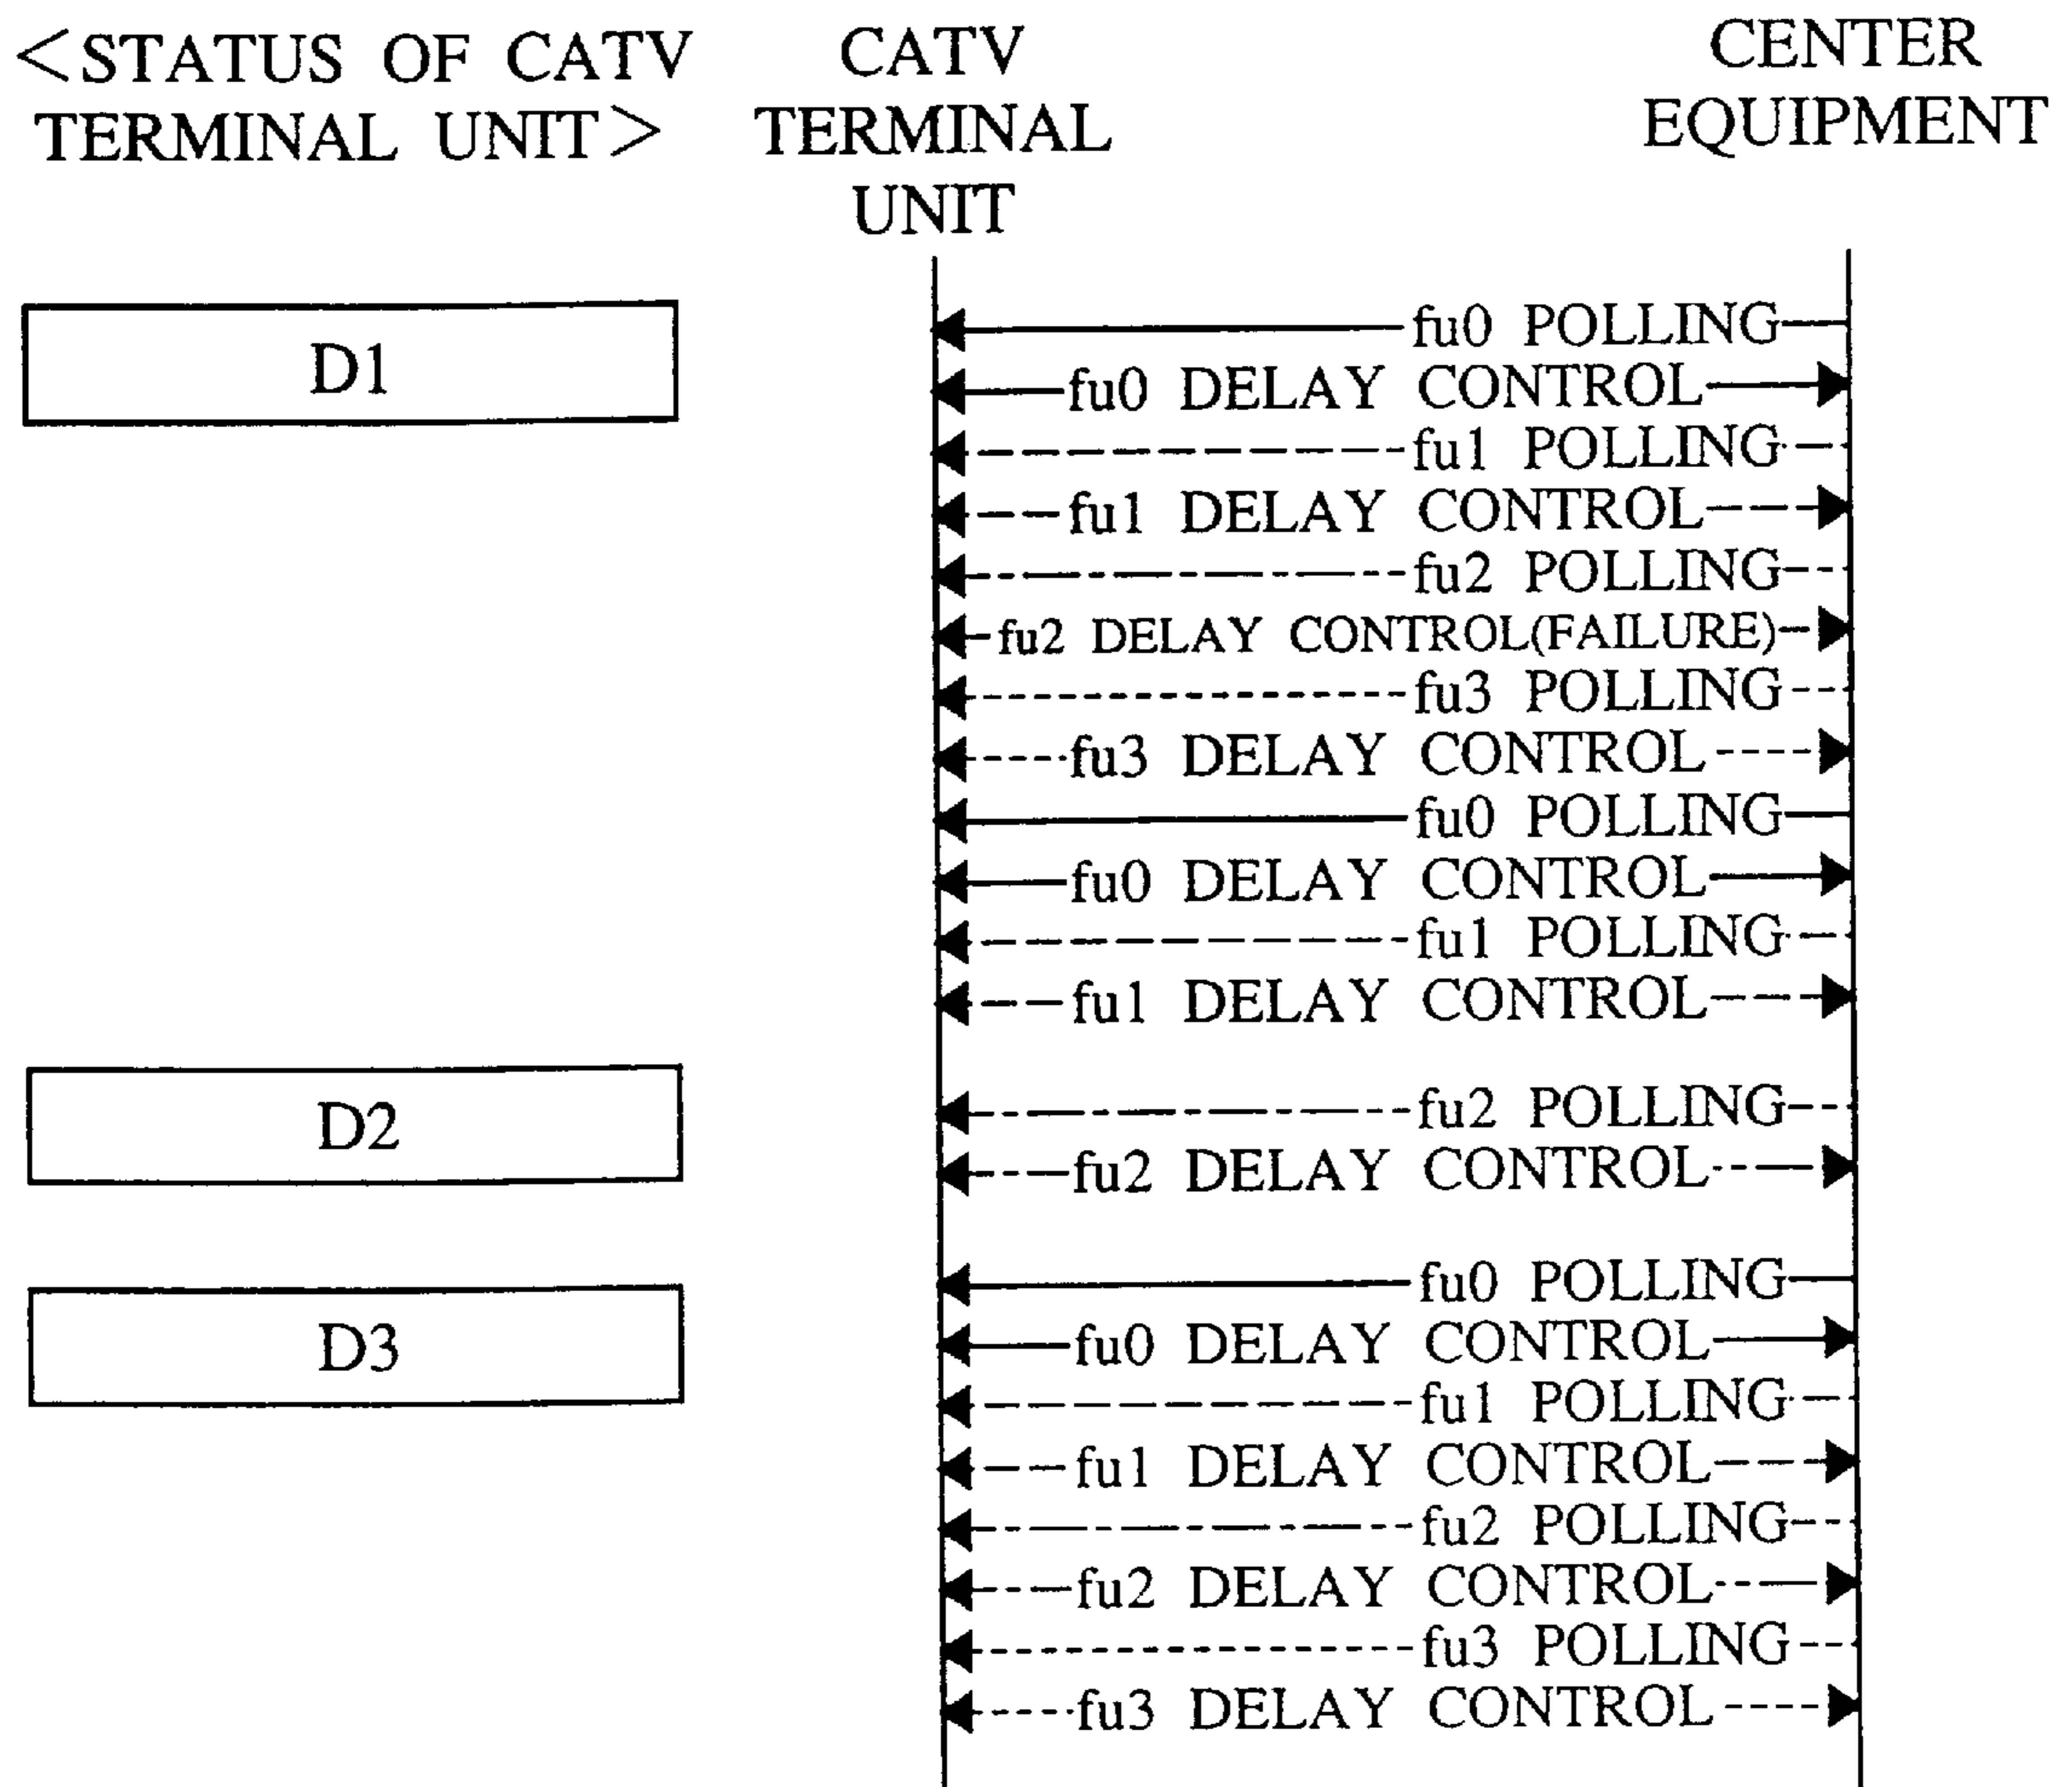 <STATUS OF CATV
TERMINAL UNIT>
CATV
TERMINAL
UNIT
CENTER
EQUIPMENT
D1
fu0 POLLING
fu0 DELAY CONTROL
fu1 POLLING
fu1 DELAY CONTROL
fu2 POLLING
fu2 DELAY CONTROL(FAILURE)
fu3 POLLING
fu3 DELAY CONTROL
fu0 POLLING
fu0 DELAY CONTROL
fu1 POLLING
fu1 DELAY CONTROL
D2
fu2 POLLING
fu2 DELAY CONTROL
D3
fu0 POLLING
fu0 DELAY CONTROL
fu1 POLLING
fu1 DELAY CONTROL
fu2 POLLING
fu2 DELAY CONTROL
fu3 POLLING
fu3 DELAY CONTROL